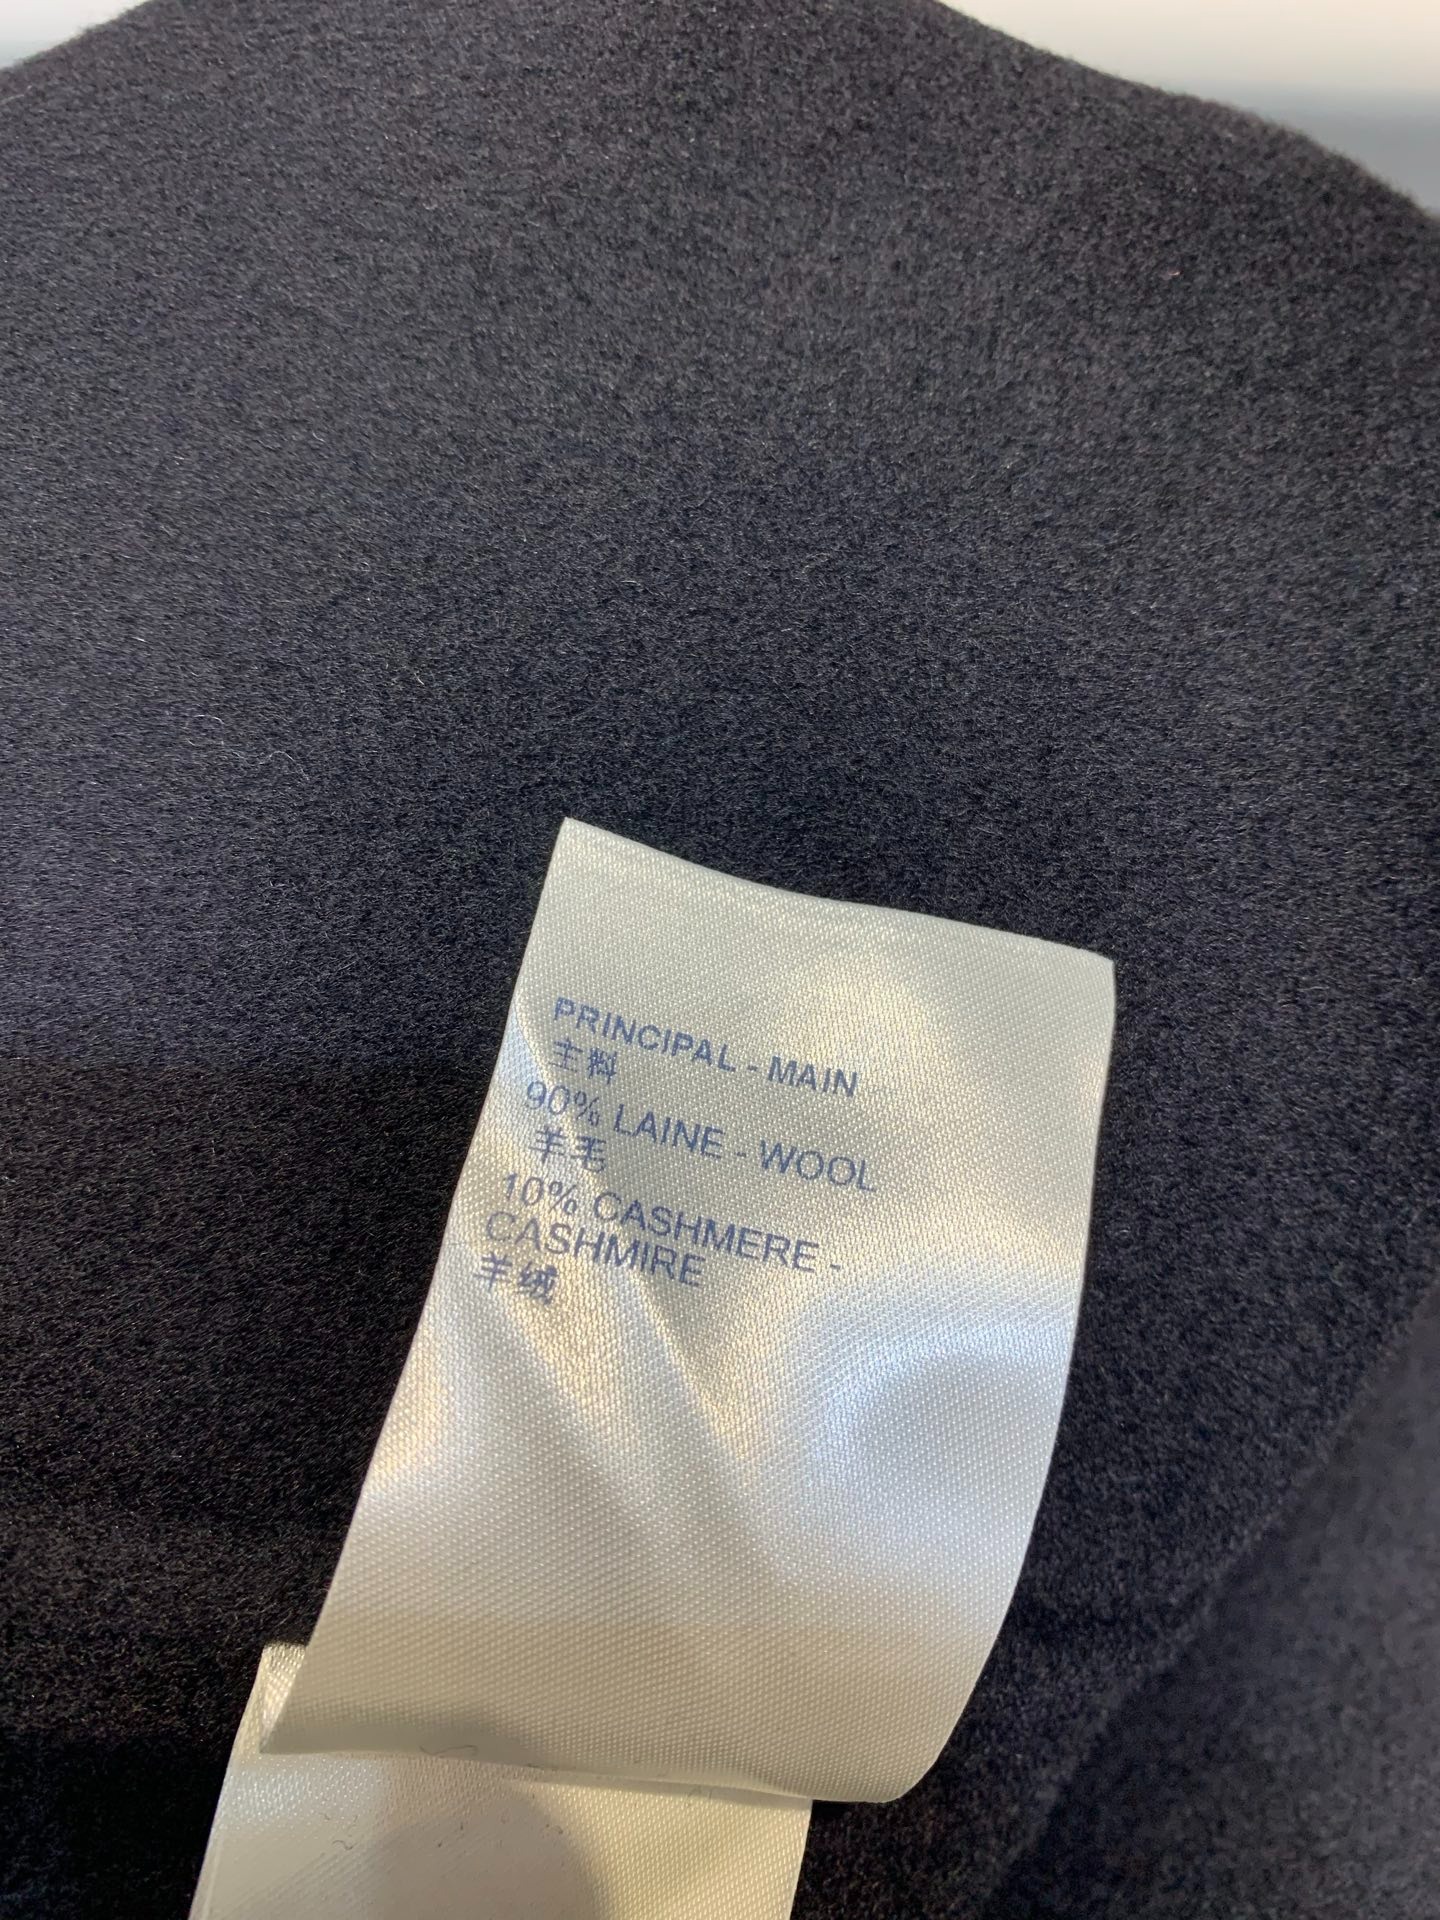 PRINCIPAL - MAIN
主料
90% LAINE - WOOL
羊毛
10% CASHMERE -
CASHMIRE
羊绒